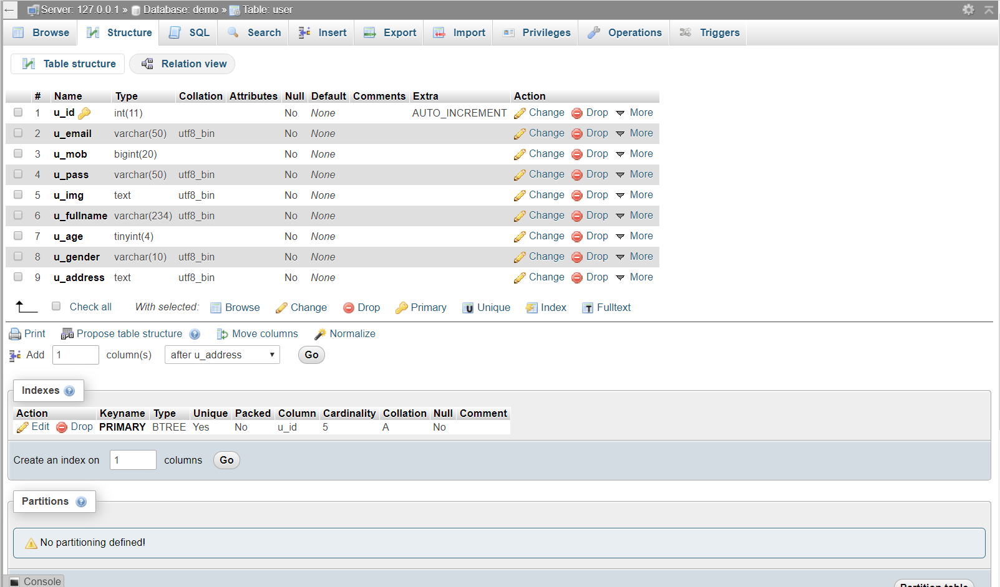 Server: 127.0.0.1 » Database: demo » Table: user
Browse Structure SQL Search Insert Export Import Privileges Operations Triggers
Table structure Relation view
# Name Type Collation Attributes Null Default Comments Extra Action
1 u_id int(11) No None AUTO_INCREMENT Change Drop More
2 u_email varchar(50) utf8_bin No None Change Drop More
3 u_mob bigint(20) No None Change Drop More
4 u_pass varchar(50) utf8_bin No None Change Drop More
5 u_img text utf8_bin No None Change Drop More
6 u_fullname varchar(234) utf8_bin No None Change Drop More
7 u_age tinyint(4) No None Change Drop More
8 u_gender varchar(10) utf8_bin No None Change Drop More
9 u_address text utf8_bin No None Change Drop More
Check all With selected: Browse Change Drop Primary Unique Index Fulltext
Print Propose table structure Move columns Normalize
Add 1 column(s) after u_address Go
Indexes
Action Keyname Type Unique Packed Column Cardinality Collation Null Comment
Edit Drop PRIMARY BTREE Yes No u_id 5 A No
Create an index on 1 columns Go
Partitions
No partitioning defined!
Console
Partition table